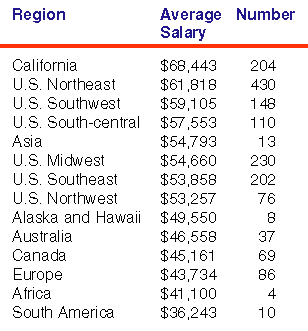 Region Average Salary Number
California $68,443 204
U.S. Northeast $61,818 430
U.S. Southwest $59,105 148
U.S. South-central $57,553 110
Asia $54,793 13
U.S. Midwest $54,660 230
U.S. Southeast $53,858 202
U.S. Northwest $53,257 76
Alaska and Hawaii $49,550 8
Australia $46,558 37
Canada $45,161 69
Europe $43,734 86
Africa $41,100 4
South America $36,243 10